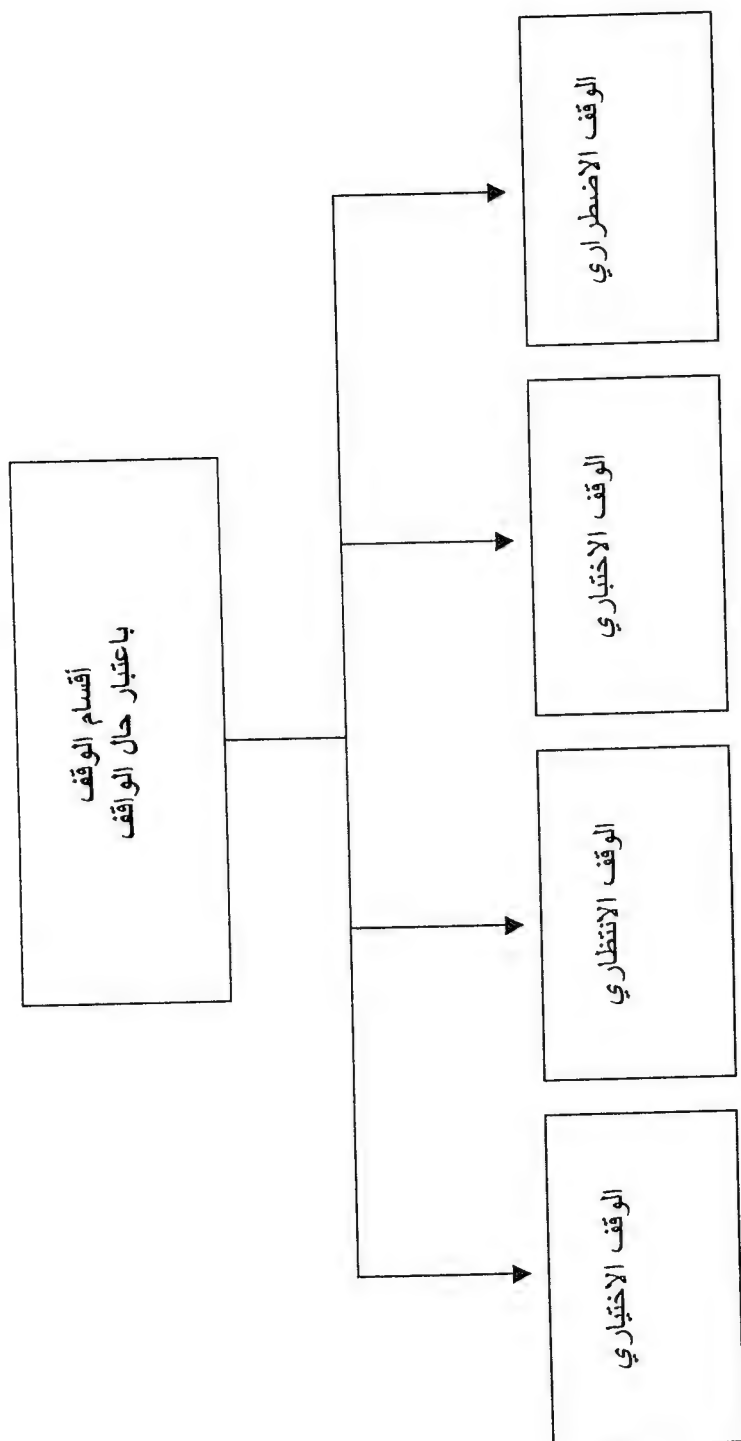 أقسام الوقف
باعتبار حال الواقف
الوقف الاضطراري
الوقف الاختباري
الوقف الانتظاري
الوقف الاختياري